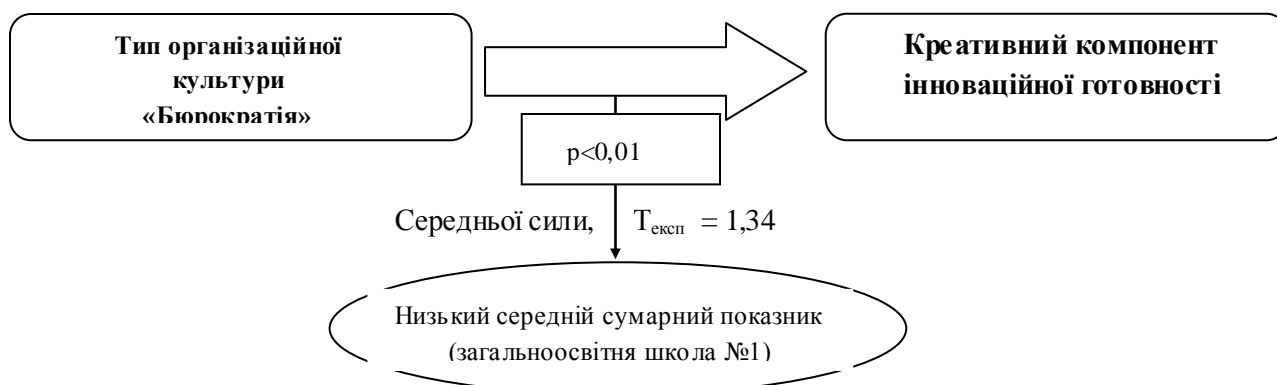 Тип організаційної
культури
«Бюрократія»
Креативний компонент
інноваційної готовності
p<0,01
Середньої сили, Tексп = 1,34
Низький середній сумарний показник
(загальноосвітня школа №1)